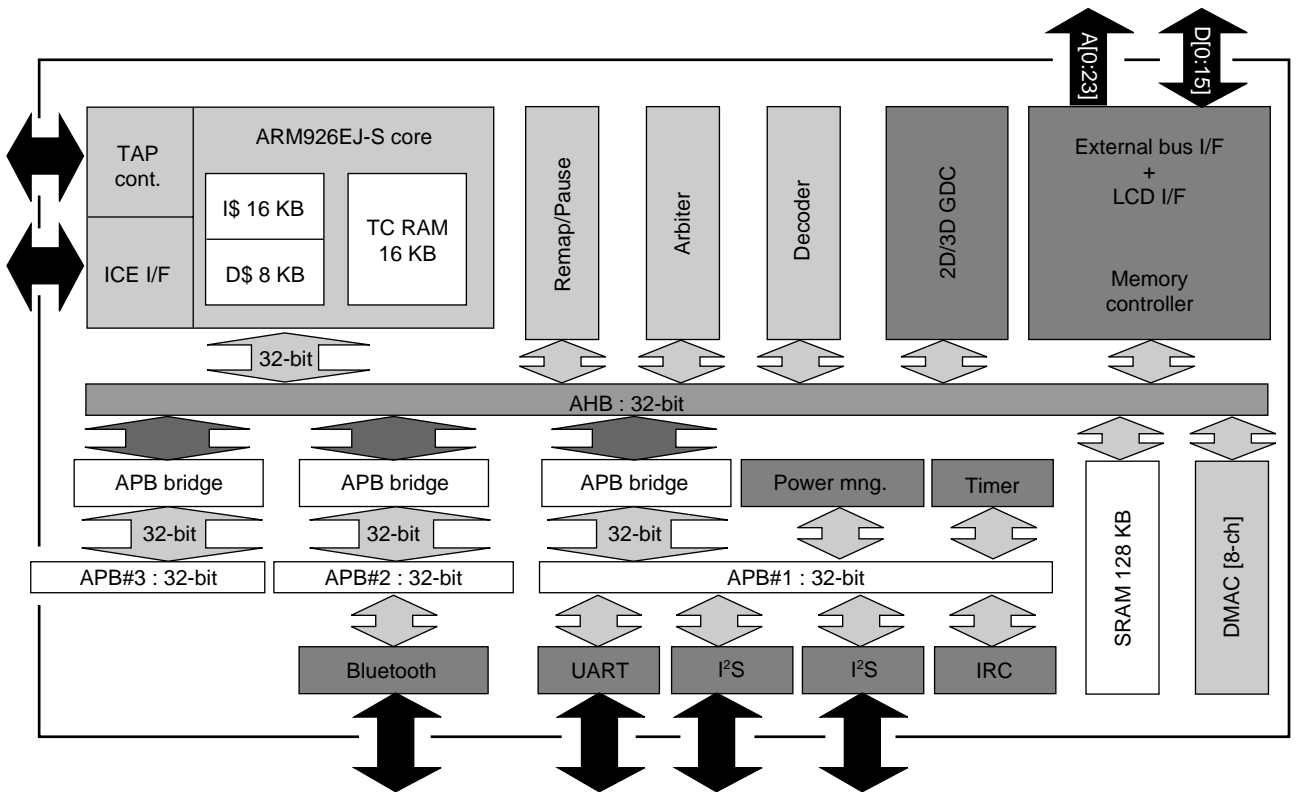 A[0:23]
D[0:15]
TAP
cont.
ICE I/F
ARM926EJ-S core
I$ 16 KB
D$ 8 KB
TC RAM
16 KB
Remap/Pause
Arbiter
Decoder
2D/3D GDC
External bus I/F
+
LCD I/F
Memory
controller
32-bit
AHB : 32-bit
APB bridge
APB bridge
APB bridge
Power mng.
Timer
32-bit
32-bit
32-bit
APB#3 : 32-bit
APB#2 : 32-bit
APB#1 : 32-bit
SRAM 128 KB
DMAC [8-ch]
Bluetooth
UART
I²S
I²S
IRC